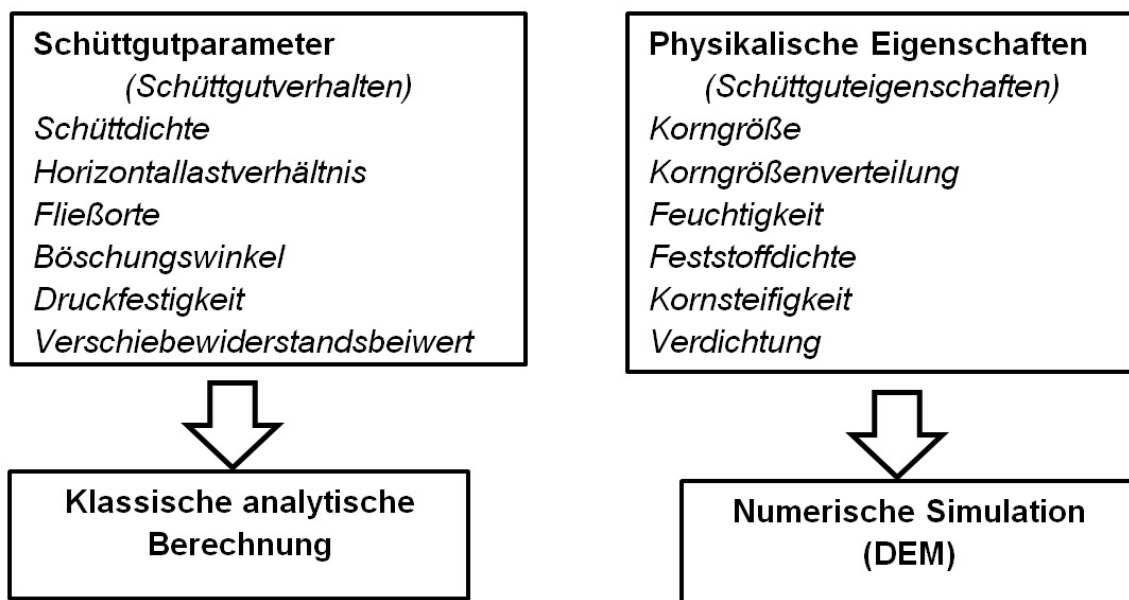 Schüttgutparameter
(Schüttgutverhalten)
Schüttdichte
Horizontallastverhältnis
Fließorte
Böschungswinkel
Druckfestigkeit
Verschiebewiderstandsbeiwert
Klassische analytische
Berechnung
Physikalische Eigenschaften
(Schüttguteigenschaften)
Korngröße
Korngrößenverteilung
Feuchtigkeit
Feststoffdichte
Kornsteifigkeit
Verdichtung
Numerische Simulation
(DEM)